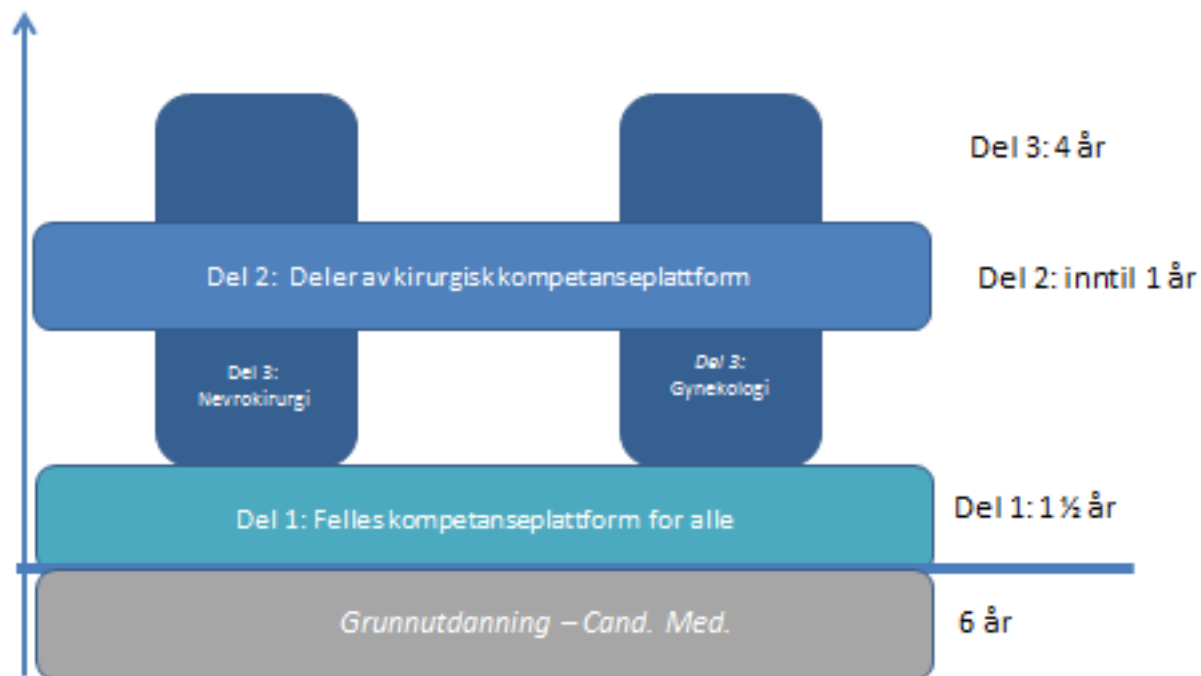 Del 3: 4 år
Del 2: Deler av kirurgisk kompetanseplattform
Del 2: inntil 1 år
Del 3:
Nevrokirurgi
Del 3:
Gynekologi
Del 1: Felles kompetanseplattform for alle
Del 1: 1 ½ år
Grunnutdanning – Cand. Med.
6 år